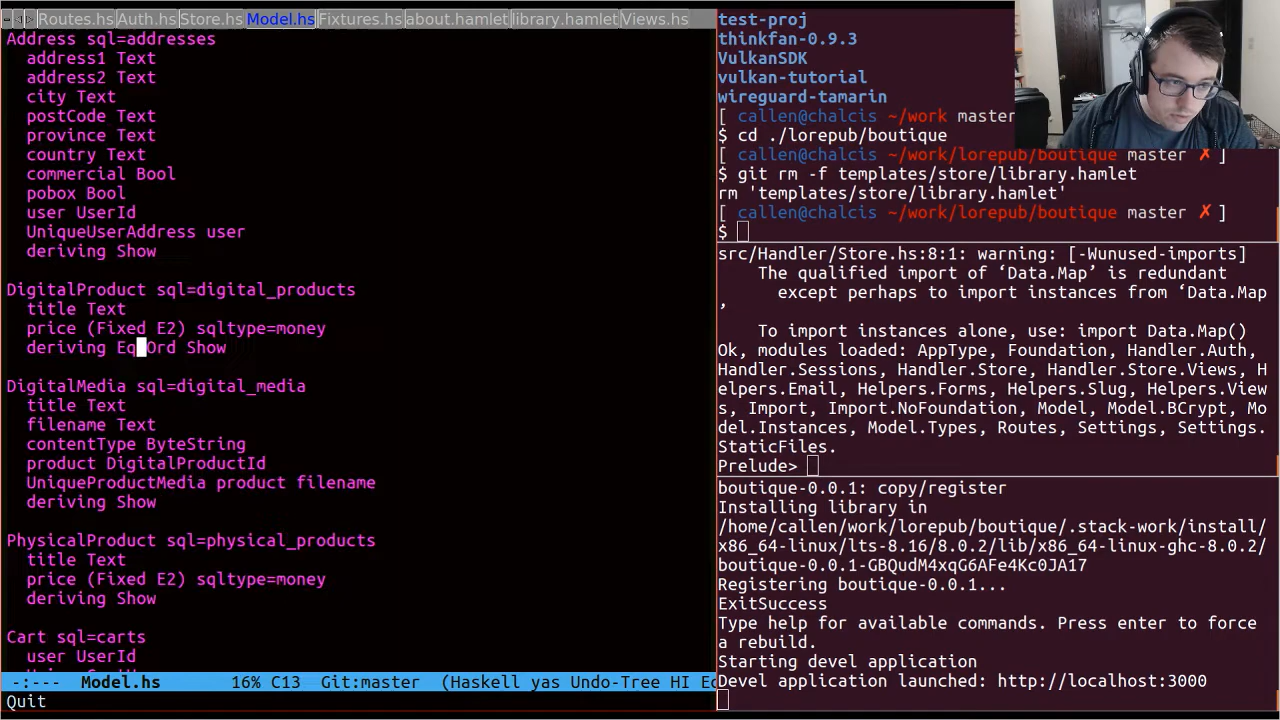 Routes.hs Auth.hs Store.hs Model.hs Fixtures.hs about.hamlet library.hamlet Views.hs
Address sql=addresses
address1 Text
address2 Text
city Text
postCode Text
province Text
country Text
commercial Bool
pobox Bool
user UserId
UniqueUserAddress user
deriving Show
DigitalProduct sql=digital_products
title Text
price (Fixed E2) sqltype=money
deriving Eq Ord Show
DigitalMedia sql=digital_media
title Text
filename Text
contentType ByteString
product DigitalProductId
UniqueProductMedia product filename
deriving Show
PhysicalProduct sql=physical_products
title Text
price (Fixed E2) sqltype=money
deriving Show
Cart sql=carts
user UserId
-:--- Model.hs 16% C13 Git:master (Haskell yas Undo-Tree HI Ed
Quit
test-proj
thinkfan-0.9.3
VulkanSDK
vulkan-tutorial
wireguard-tamarin
[ callen@chalcis ~/work master
$ cd ./lorepub/boutique
[ callen@chalcis ~/work/lorepub/boutique master ✗ ]
$ git rm -f templates/store/library.hamlet
rm 'templates/store/library.hamlet'
[ callen@chalcis ~/work/lorepub/boutique master ✗ ]
$
src/Handler/Store.hs:8:1: warning: [-Wunused-imports]
The qualified import of ‘Data.Map’ is redundant
except perhaps to import instances from ‘Data.Map
’
To import instances alone, use: import Data.Map()
Ok, modules loaded: AppType, Foundation, Handler.Auth,
Handler.Sessions, Handler.Store, Handler.Store.Views, H
elpers.Email, Helpers.Forms, Helpers.Slug, Helpers.View
s, Import, Import.NoFoundation, Model, Model.BCrypt, Mo
del.Instances, Model.Types, Routes, Settings, Settings.
StaticFiles.
Prelude>
boutique-0.0.1: copy/register
Installing library in
/home/callen/work/lorepub/boutique/.stack-work/install/
x86_64-linux/lts-8.16/8.0.2/lib/x86_64-linux-ghc-8.0.2/
boutique-0.0.1-GBQudM4xqG6AFe4Kc0JA17
Registering boutique-0.0.1...
ExitSuccess
Type help for available commands. Press enter to force
a rebuild.
Starting devel application
Devel application launched: http://localhost:3000